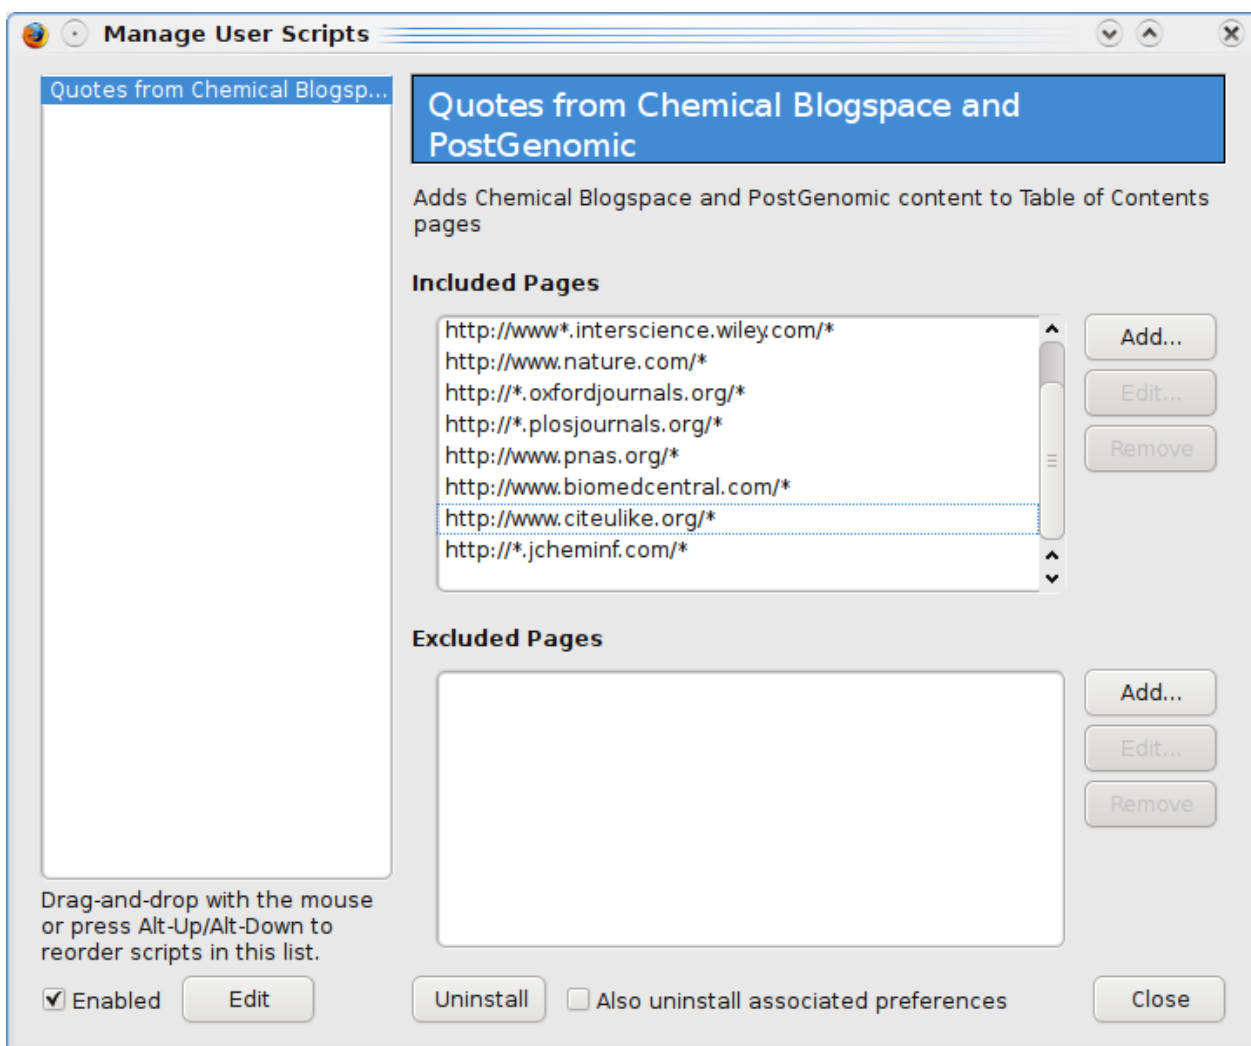 Manage User Scripts
Quotes from Chemical Blogsp...
Quotes from Chemical Blogspace and
PostGenomic
Adds Chemical Blogspace and PostGenomic content to Table of Contents
pages
Included Pages
http://www*.interscience.wiley.com/*
http://www.nature.com/*
http://*.oxfordjournals.org/*
http://*.plosjournals.org/*
http://www.pnas.org/*
http://www.biomedcentral.com/*
http://www.citeulike.org/*
http://*.jcheminf.com/*
Add...
Edit...
Remove
Excluded Pages
Add...
Edit...
Remove
Drag-and-drop with the mouse
or press Alt-Up/Alt-Down to
reorder scripts in this list.
Enabled
Edit
Uninstall
Also uninstall associated preferences
Close